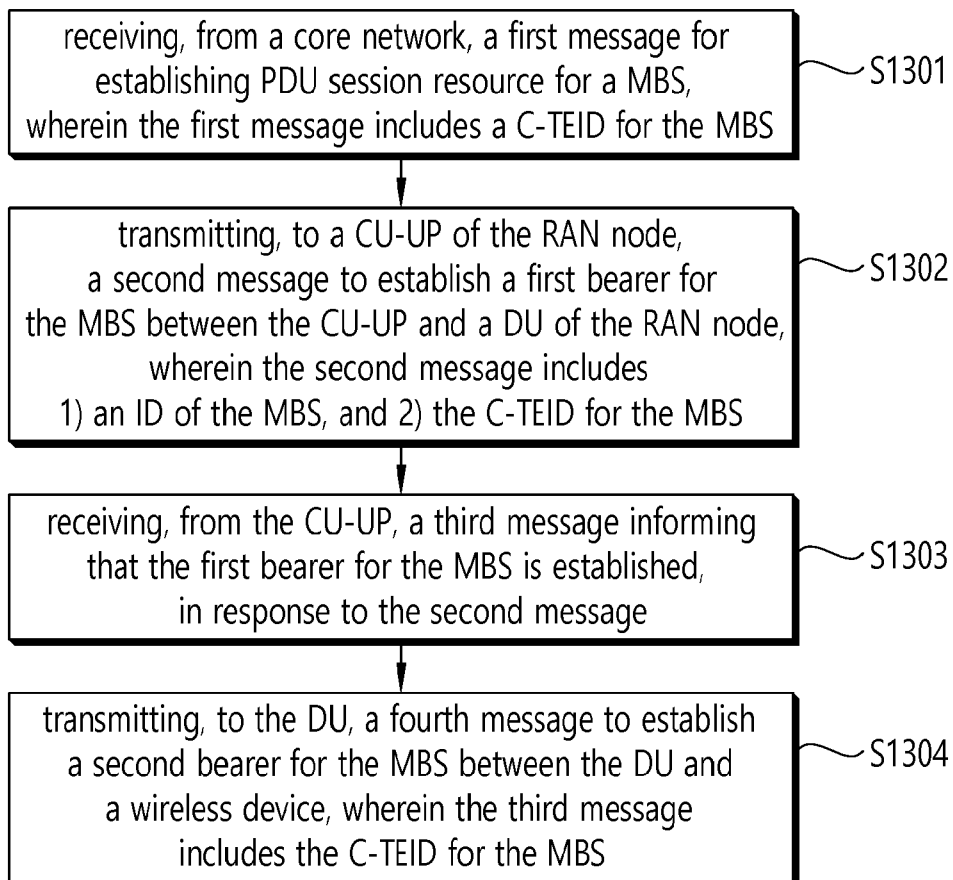 receiving, from a core network, a first message for
establishing PDU session resource for a MBS,
wherein the first message includes a C-TEID for the MBS
S1301
transmitting, to a CU-UP of the RAN node,
a second message to establish a first bearer for
the MBS between the CU-UP and a DU of the RAN node,
wherein the second message includes
1) an ID of the MBS, and 2) the C-TEID for the MBS
S1302
receiving, from the CU-UP, a third message informing
that the first bearer for the MBS is established,
in response to the second message
S1303
transmitting, to the DU, a fourth message to establish
a second bearer for the MBS between the DU and
a wireless device, wherein the third message
includes the C-TEID for the MBS
S1304